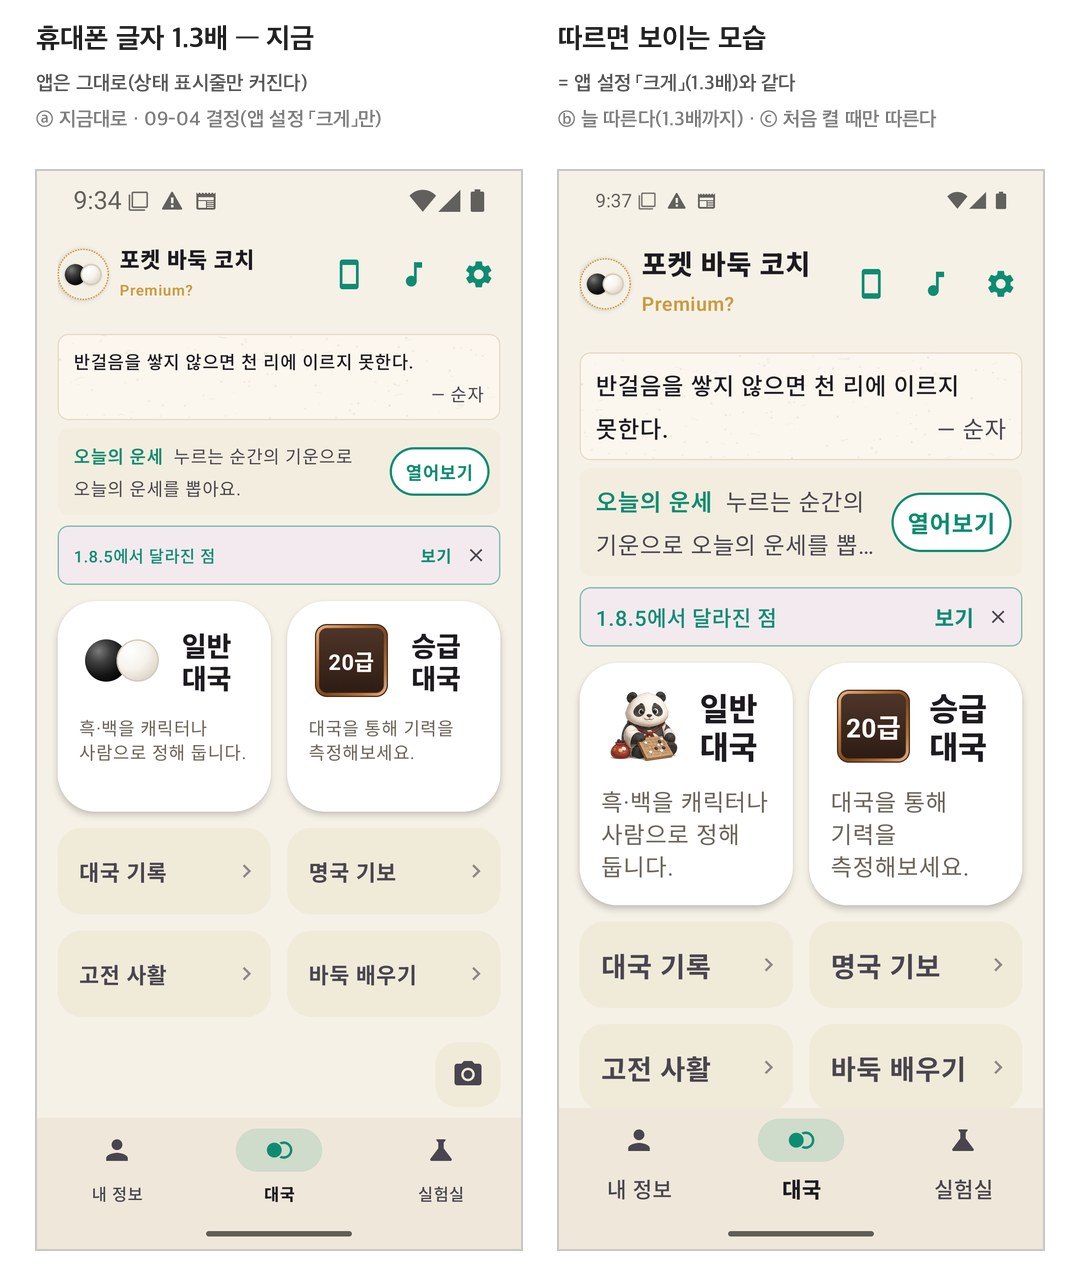 휴대폰 글자 1.3배 — 지금
앱은 그대로(상태 표시줄만 커진다)
ⓐ 지금대로 · 09-04 결정(앱 설정 「크게」만)
9:34
포켓 바둑 코치
Premium?
반걸음을 쌓지 않으면 천 리에 이르지 못한다.
– 순자
오늘의 운세 누르는 순간의 기운으로
오늘의 운세를 뽑아요.
열어보기
1.8.5에서 달라진 점
보기 ×
일반
대국
흑·백을 캐릭터나
사람으로 정해 둡니다.
20급
승급
대국
대국을 통해 기력을
측정해보세요.
대국 기록
명국 기보
고전 사활
바둑 배우기
내 정보
대국
실험실
따르면 보이는 모습
= 앱 설정 「크게」(1.3배)와 같다
ⓑ 늘 따른다(1.3배까지) · ⓒ 처음 켤 때만 따른다
9:37
포켓 바둑 코치
Premium?
반걸음을 쌓지 않으면 천 리에 이르지
못한다. – 순자
오늘의 운세 누르는 순간의
기운으로 오늘의 운세를 뽑...
열어보기
1.8.5에서 달라진 점
보기 ×
일반
대국
흑·백을 캐릭터나
사람으로 정해
둡니다.
20급
승급
대국
대국을 통해
기력을
측정해보세요.
대국 기록
명국 기보
고전 사활
바둑 배우기
내 정보
대국
실험실